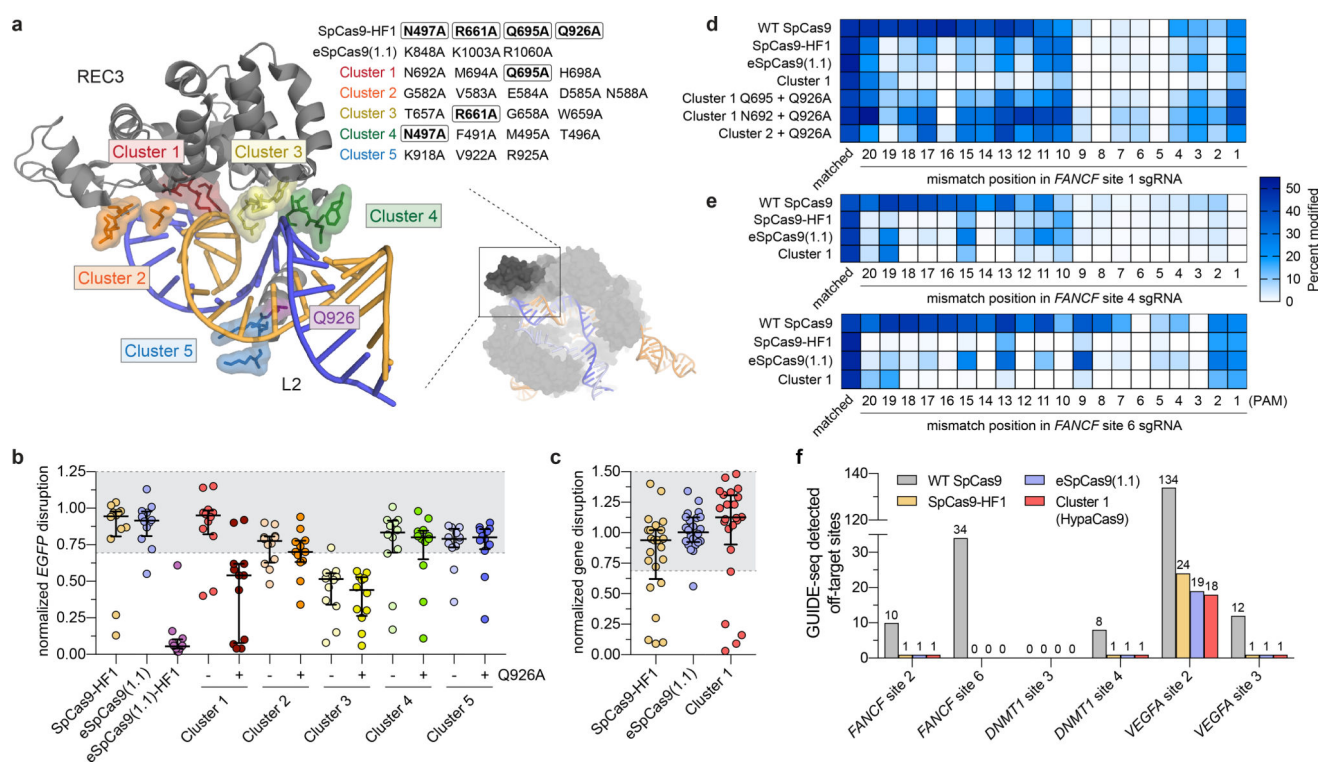 a
SpCas9-HF1 N497A R661A Q695A Q926A
eSpCas9(1.1) K848A K1003A R1060A
Cluster 1 N692A M694A Q695A H698A
Cluster 2 G582A V583A E584A D585A N588A
Cluster 3 T657A R661A G658A W659A
Cluster 4 N497A F491A M495A T496A
Cluster 5 K918A V922A R925A
REC3
Cluster 1
Cluster 3
Cluster 4
Cluster 2
Q926
Cluster 5
L2
b
normalized EGFP disruption
1.25
1.00
0.75
0.50
0.25
0.00
SpCas9-HF1
eSpCas9(1.1)
eSpCas9(1.1)-HF1
- + - + - + - + - + Q926A
Cluster 1
Cluster 2
Cluster 3
Cluster 4
Cluster 5
c
normalized gene disruption
1.50
1.25
1.00
0.75
0.50
0.25
0.00
SpCas9-HF1
eSpCas9(1.1)
Cluster 1
d
WT SpCas9
SpCas9-HF1
eSpCas9(1.1)
Cluster 1
Cluster 1 Q695 + Q926A
Cluster 1 N692 + Q926A
Cluster 2 + Q926A
matched 20 19 18 17 16 15 14 13 12 11 10 9 8 7 6 5 4 3 2 1
mismatch position in FANCF site 1 sgRNA
e
WT SpCas9
SpCas9-HF1
eSpCas9(1.1)
Cluster 1
matched 20 19 18 17 16 15 14 13 12 11 10 9 8 7 6 5 4 3 2 1
mismatch position in FANCF site 4 sgRNA
50
40
30
20
10
0
Percent modified
WT SpCas9
SpCas9-HF1
eSpCas9(1.1)
Cluster 1
matched 20 19 18 17 16 15 14 13 12 11 10 9 8 7 6 5 4 3 2 1 (PAM)
mismatch position in FANCF site 6 sgRNA
f
GUIDE-seq detected
off-target sites
140
120
30
20
10
0
WT SpCas9
SpCas9-HF1
eSpCas9(1.1)
Cluster 1
(HypaCas9)
10 1 1 1
34 0 0 0
0 0 0 0
8 1 1 1
134 24 19 18
12 1 1 1
FANCF site 2
FANCF site 6
DNMT1 site 3
DNMT1 site 4
VEGFA site 2
VEGFA site 3